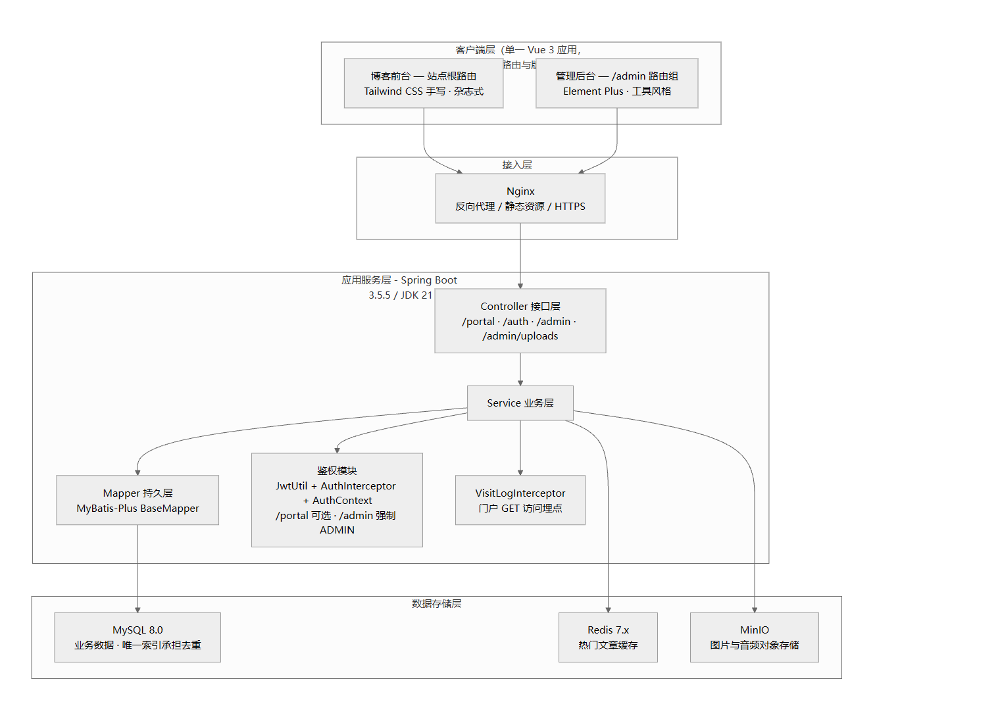 客户端层（单一 Vue 3 应用，
路由与
博客前台 — 站点根路由
Tailwind CSS 手写 · 杂志式
管理后台 — /admin 路由组
Element Plus · 工具风格
接入层
Nginx
反向代理 / 静态资源 / HTTPS
应用服务层 - Spring Boot
3.5.5 / JDK 21
Controller 接口层
/portal · /auth · /admin ·
/admin/uploads
Service 业务层
Mapper 持久层
MyBatis-Plus BaseMapper
鉴权模块
JwtUtil + AuthInterceptor
+ AuthContext
/portal 可选 · /admin 强制
ADMIN
VisitLogInterceptor
门户 GET 访问埋点
数据存储层
MySQL 8.0
业务数据 · 唯一索引承担去重
Redis 7.x
热门文章缓存
MinIO
图片与音频对象存储